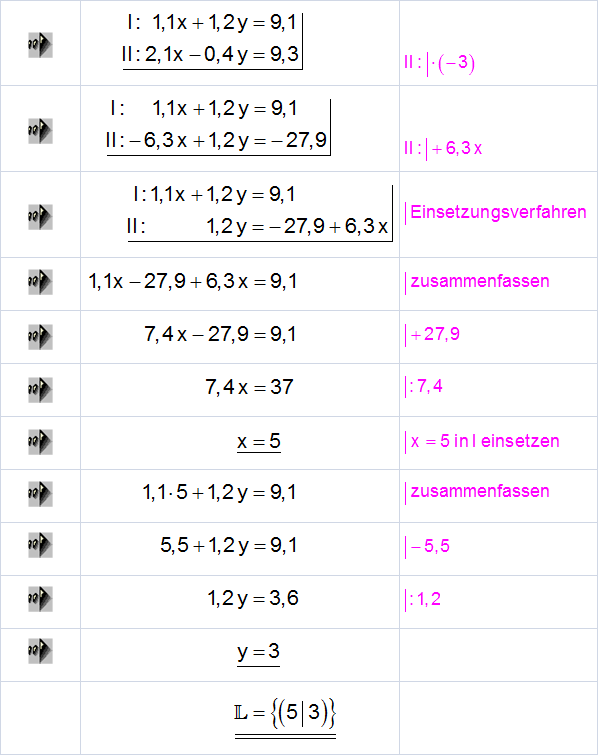 I: 1,1x + 1,2y = 9,1
II: 2,1x − 0,4y = 9,3
II: | · (−3)
I: 1,1x + 1,2y = 9,1
II: −6,3x + 1,2y = −27,9
II: | + 6,3x
I: 1,1x + 1,2y = 9,1
II: 1,2y = −27,9 + 6,3x
| Einsetzungsverfahren
1,1x − 27,9 + 6,3x = 9,1 | zusammenfassen
7,4x − 27,9 = 9,1 | + 27,9
7,4x = 37 | : 7,4
x = 5 | x = 5 in I einsetzen
1,1 · 5 + 1,2y = 9,1 | zusammenfassen
5,5 + 1,2y = 9,1 | − 5,5
1,2y = 3,6 | : 1,2
y = 3
𝕃 = {(5|3)}